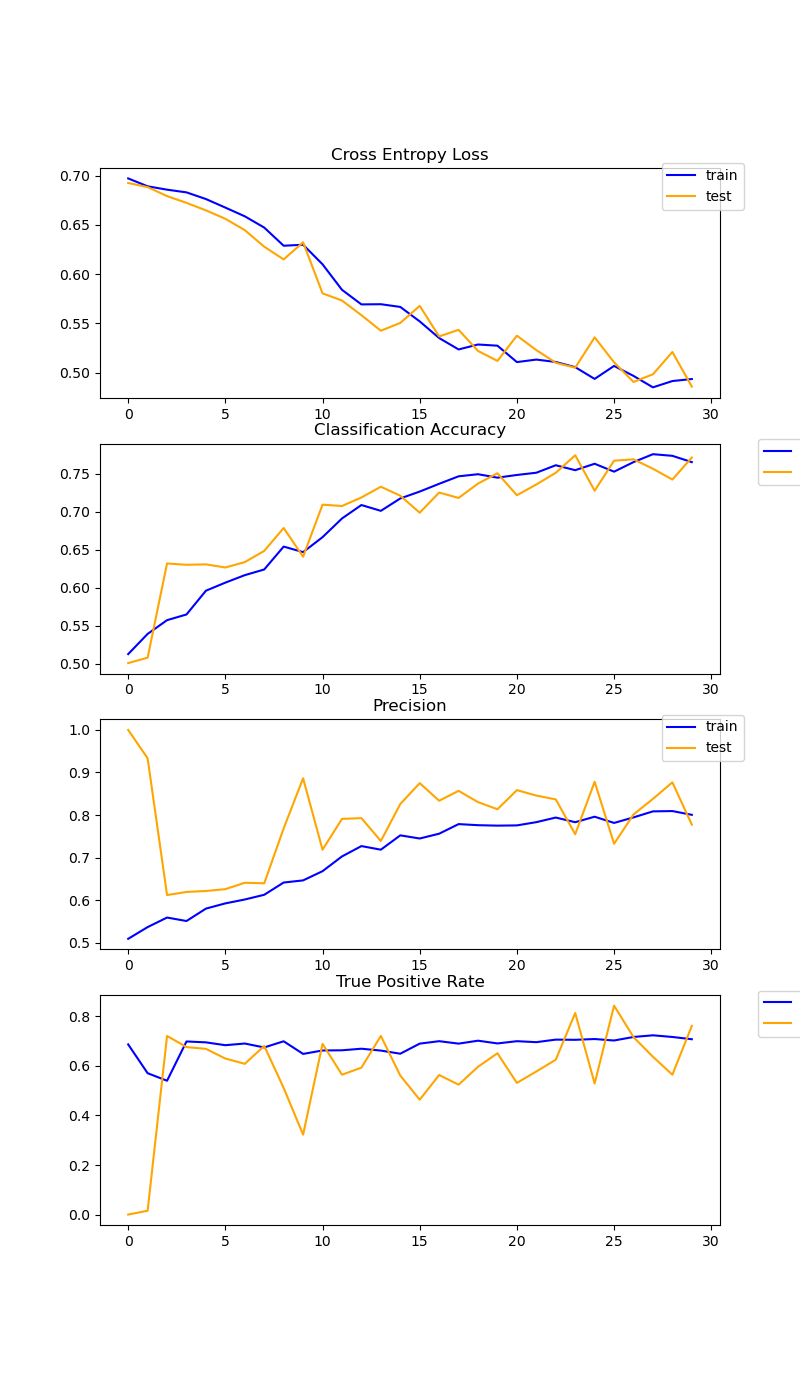 Cross Entropy Loss
train
test
0.70
0.65
0.60
0.55
0.50
0 5 10 15 20 25 30
Classification Accuracy
0.75
0.70
0.65
0.60
0.55
0.50
0 5 10 15 20 25 30
Precision
train
test
1.0
0.9
0.8
0.7
0.6
0.5
0 5 10 15 20 25 30
True Positive Rate
0.8
0.6
0.4
0.2
0.0
0 5 10 15 20 25 30